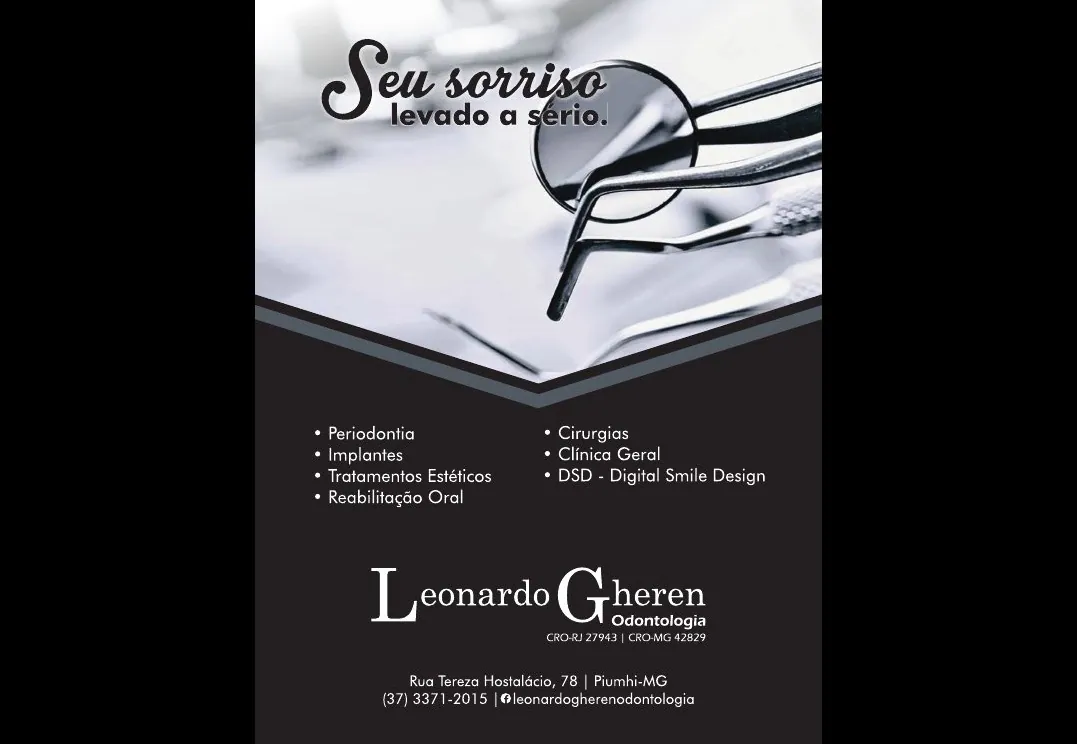 Seu sorriso
levado a sério.
• Periodontia
• Implantes
• Tratamentos Estéticos
• Reabilitação Oral
• Cirurgias
• Clínica Geral
• DSD - Digital Smile Design
Leonardo Gheren
Odontologia
CRO-RJ 27943 | CRO-MG 42829
Rua Tereza Hostalácio, 78 | Piumhi-MG
(37) 3371-2015 | leonardogherenodontologia